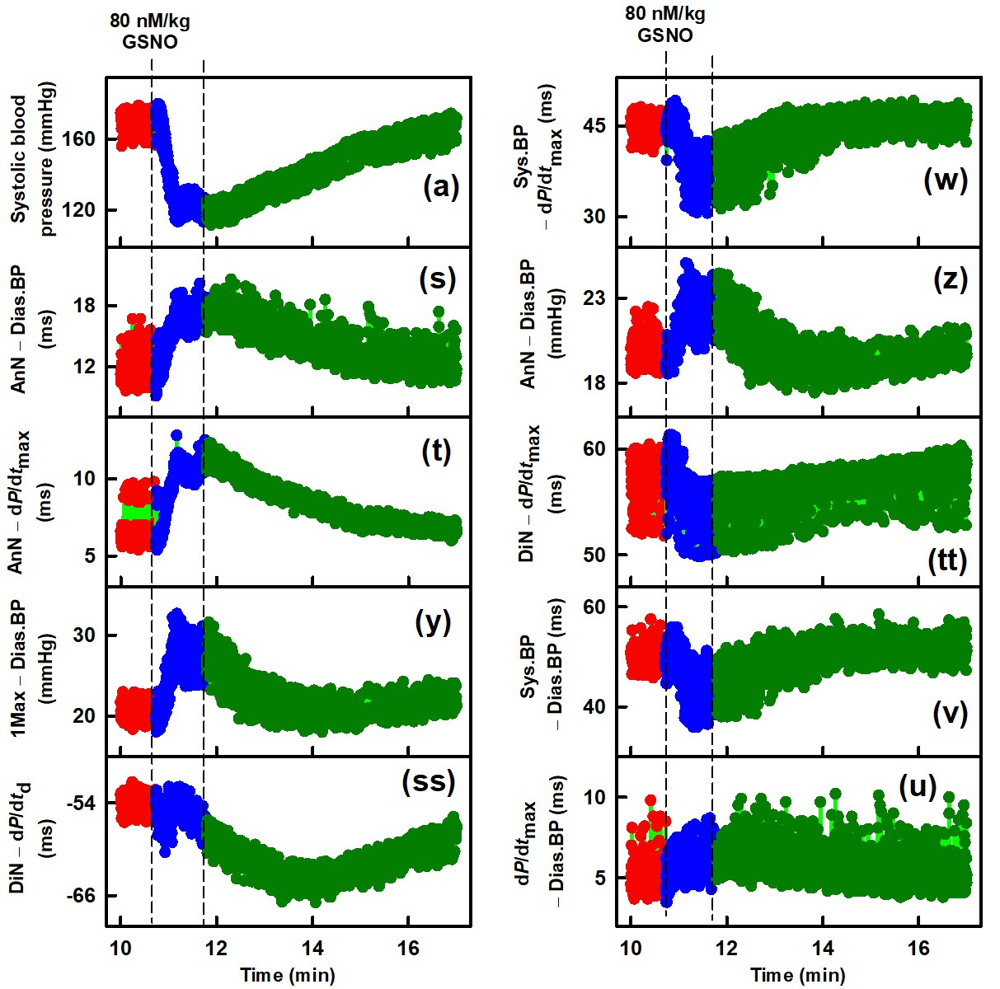 80 nM/kg
GSNO
Systolic blood
pressure (mmHg)
160
120
(a)
10
12
14
16
AnN – Dias.BP
(ms)
18
12
(s)
AnN – dP/dtmax
(ms)
10
5
(t)
1Max – Dias.BP
(mmHg)
30
20
(y)
DiN – dP/dtd
(ms)
-54
-66
(ss)
10
12
14
16
Time (min)
80 nM/kg
GSNO
Sys.BP
– dP/dtmax (ms)
45
30
(w)
AnN – Dias.BP
(mmHg)
23
18
(z)
DiN – dP/dtmax
(ms)
60
50
(tt)
Sys.BP
– Dias.BP (ms)
60
40
(v)
dP/dtmax
– Dias.BP (ms)
10
5
(u)
10
12
14
16
Time (min)